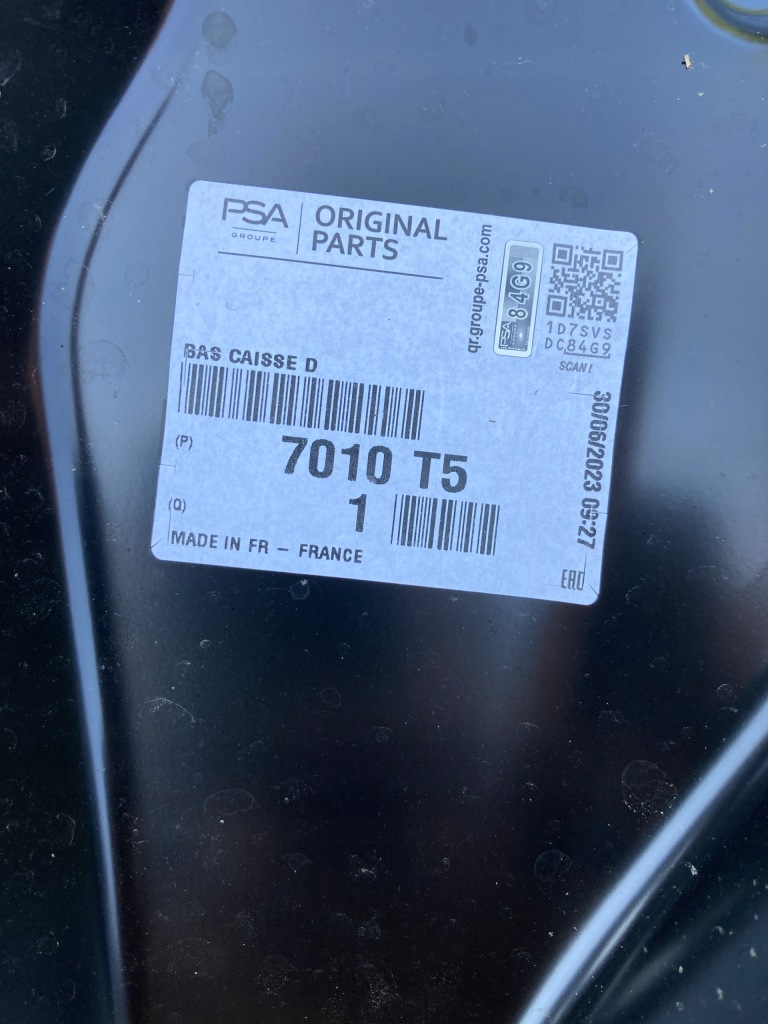 PSA
GROUPE
ORIGINAL
PARTS
qr.groupe-psa.com
PSA
84G9
1D7SVS
DC84G9
SCAN!
BAS CAISSE D
(P)
7010 T5
(Q)
1
MADE IN FR - FRANCE
30/06/2023 09:27
EAC